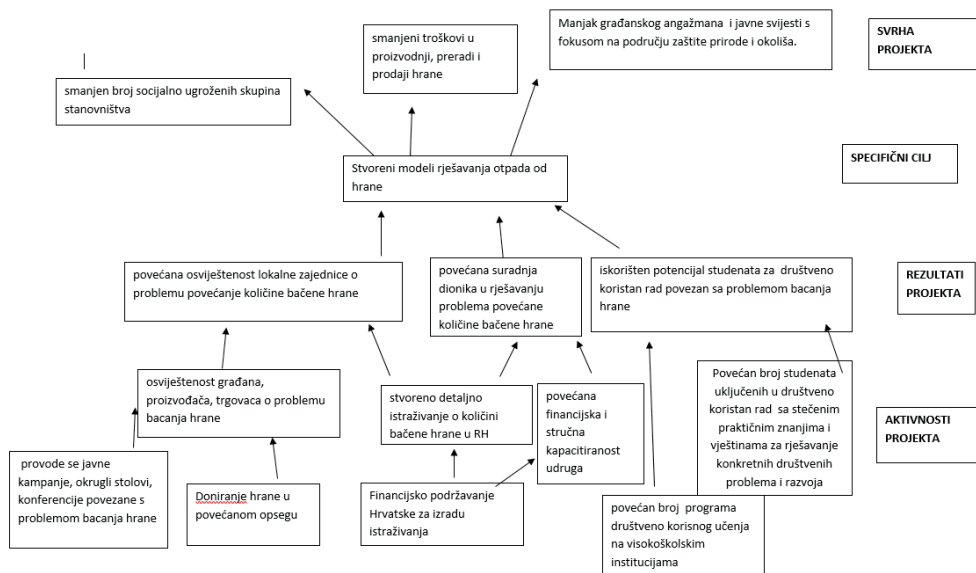 Manjak građanskog angažmana i javne svijesti s
fokusom na području zaštite prirode i okoliša.
SVRHA
PROJEKTA
smanjeni troškovi u
proizvodnji, preradi i
prodaji hrane
smanjen broj socijalno ugroženih skupina
stanovništva
SPECIFIČNI CILJ
Stvoreni modeli rješavanja otpada od
hrane
povećana osviještenost lokalne zajednice o
problemu povećanje količine bačene hrane
povećana suradnja
dionika u rješavanju
problema povećane
količine bačene hrane
iskorišten potencijal studenata za društveno
koristan rad povezan sa problemom bacanja
hrane
REZULTATI
PROJEKTA
osviještenost građana,
proizvođača, trgovaca o problemu
bacanja hrane
stvoreno detaljno
istraživanje o količini
bačene hrane u RH
povećana
financijska i
stručna
kapacitiranost
udruga
Povećan broj studenata
uključenih u društveno
koristan rad sa stečenim
praktičnim znanjima i
vještinama za rješavanje
konkretnih društvenih
problema i razvoja
AKTIVNOSTI
PROJEKTA
provode se javne
kampanje, okrugli stolovi,
konferencije povezane s
problemom bacanja hrane
Doniranje hrane u
povećanom opsegu
Financijsko podržavanje
Hrvatske za izradu
istraživanja
povećan broj programa
društveno korisnog učenja
na visokoškolskim
institucijama